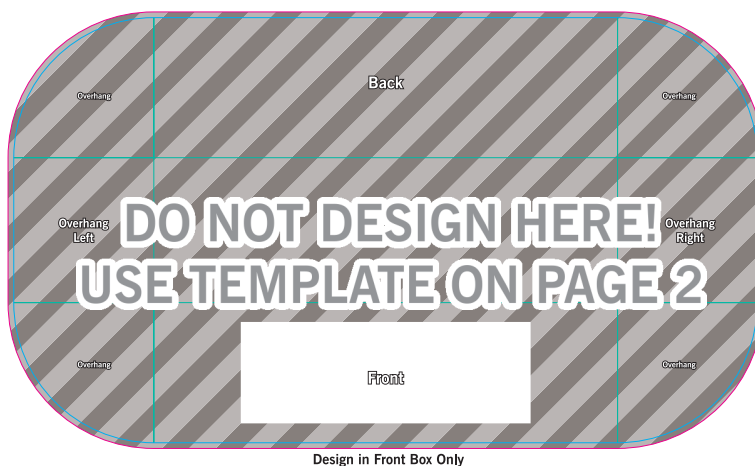 Back
Overhang
Overhang
DO NOT DESIGN HERE!
USE TEMPLATE ON PAGE 2
Overhang
Left
Overhang
Right
Overhang
Front
Overhang
Design in Front Box Only